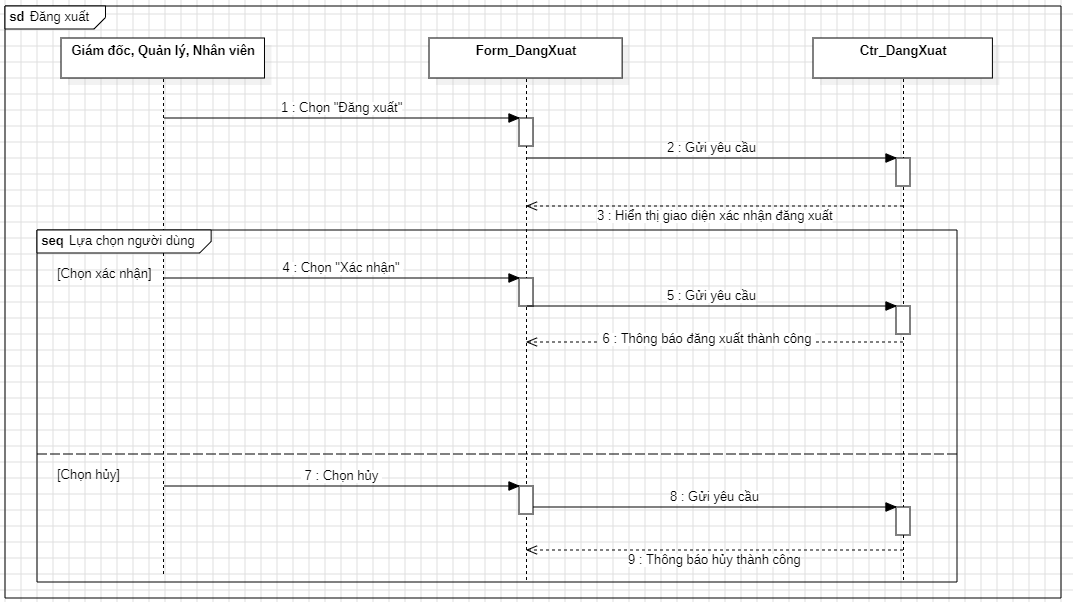 sd Đăng xuất
Giám đốc, Quản lý, Nhân viên
Form_DangXuat
Ctr_DangXuat
1 : Chọn "Đăng xuất"
2 : Gửi yêu cầu
3 : Hiển thị giao diện xác nhận đăng xuất
seq Lựa chọn người dùng
[Chọn xác nhận]
4 : Chọn "Xác nhận"
5 : Gửi yêu cầu
6 : Thông báo đăng xuất thành công
[Chọn hủy]
7 : Chọn hủy
8 : Gửi yêu cầu
9 : Thông báo hủy thành công